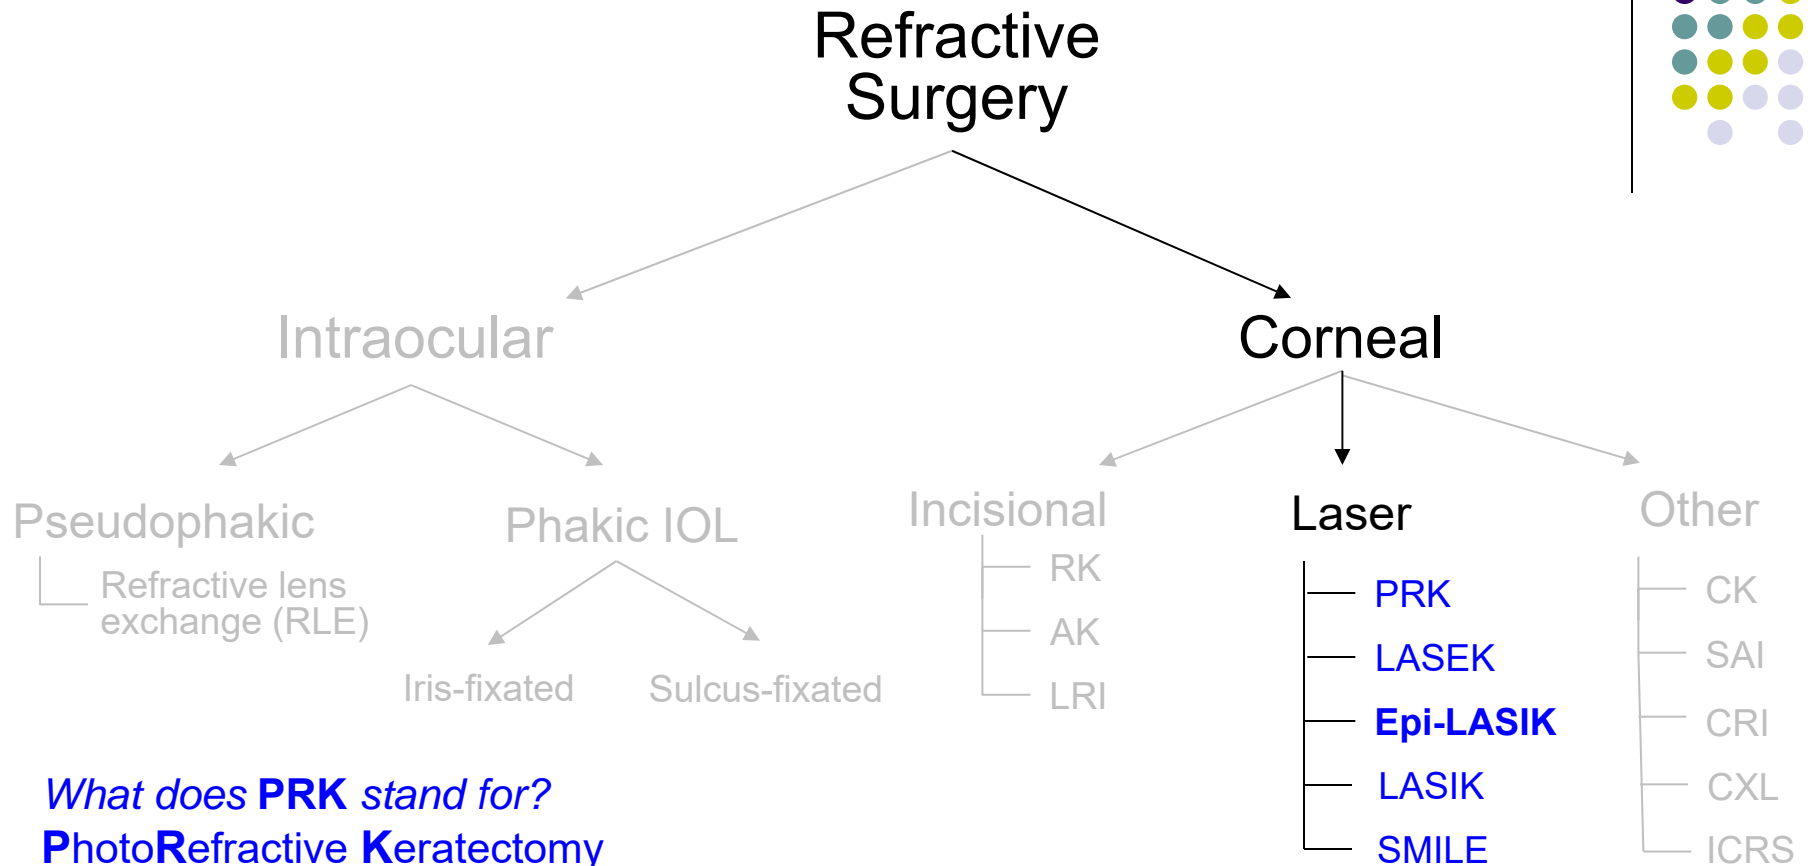 Refractive
Surgery
Intraocular
Corneal
Pseudophakic
Refractive lens
exchange (RLE)
Phakic IOL
Iris-fixated
Sulcus-fixated
Incisional
RK
AK
LRI
Laser
PRK
LASEK
Epi-LASIK
LASIK
SMILE
Other
CK
SAI
CRI
CXL
ICRS
What does PRK stand for?
PhotoRefractive Keratectomy